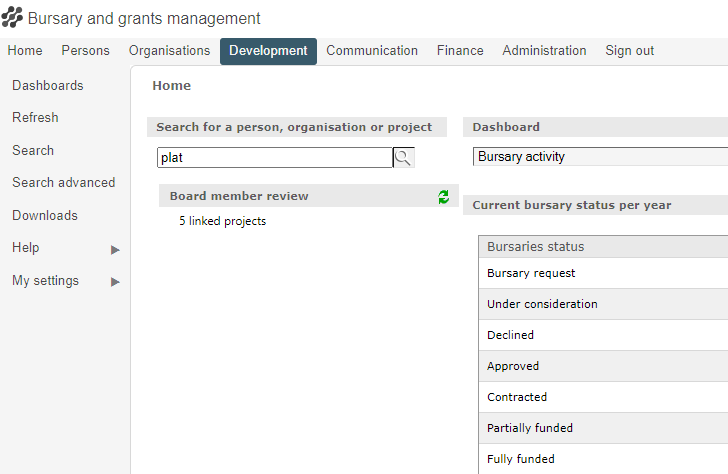 Bursary and grants management
Home Persons Organisations Development Communication Finance Administration Sign out
Dashboards
Refresh
Search
Search advanced
Downloads
Help
My settings
Home
Search for a person, organisation or project
plat
Board member review
5 linked projects
Dashboard
Bursary activity
Current bursary status per year
Bursaries status
Bursary request
Under consideration
Declined
Approved
Contracted
Partially funded
Fully funded